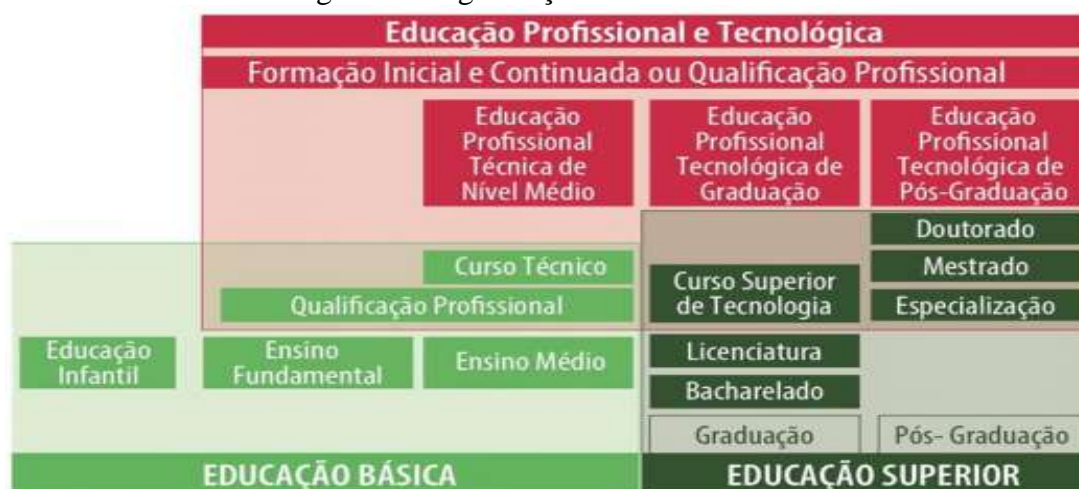 Educação Profissional e Tecnológica
Formação Inicial e Continuada ou Qualificação Profissional
Educação
Profissional
Técnica de
Nível Médio
Educação
Profissional
Tecnológica de
Graduação
Educação
Profissional
Tecnológica de
Pós-Graduação
Doutorado
Curso Técnico
Curso Superior
de Tecnologia
Mestrado
Qualificação Profissional
Especialização
Educação
Infantil
Ensino
Fundamental
Ensino Médio
Licenciatura
Bacharelado
Graduação
Pós- Graduação
EDUCAÇÃO BÁSICA
EDUCAÇÃO SUPERIOR